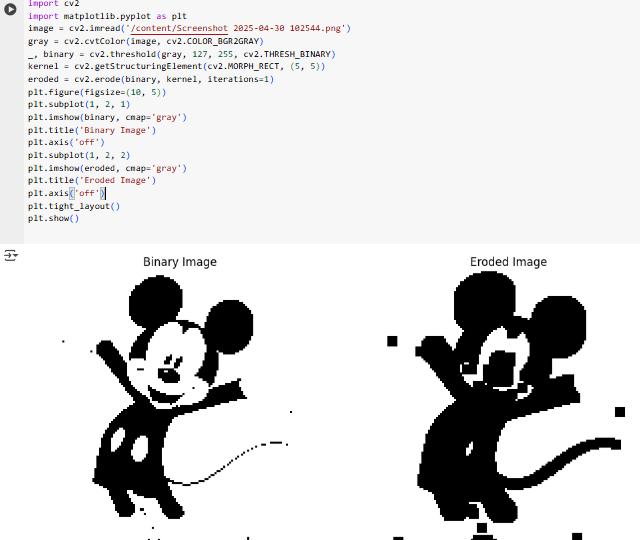 import cv2
import matplotlib.pyplot as plt
image = cv2.imread('/content/Screenshot 2025-04-30 102544.png')
gray = cv2.cvtColor(image, cv2.COLOR_BGR2GRAY)
_, binary = cv2.threshold(gray, 127, 255, cv2.THRESH_BINARY)
kernel = cv2.getStructuringElement(cv2.MORPH_RECT, (5, 5))
eroded = cv2.erode(binary, kernel, iterations=1)
plt.figure(figsize=(10, 5))
plt.subplot(1, 2, 1)
plt.imshow(binary, cmap='gray')
plt.title('Binary Image')
plt.axis('off')
plt.subplot(1, 2, 2)
plt.imshow(eroded, cmap='gray')
plt.title('Eroded Image')
plt.axis('off')
plt.tight_layout()
plt.show()
Binary Image Eroded Image